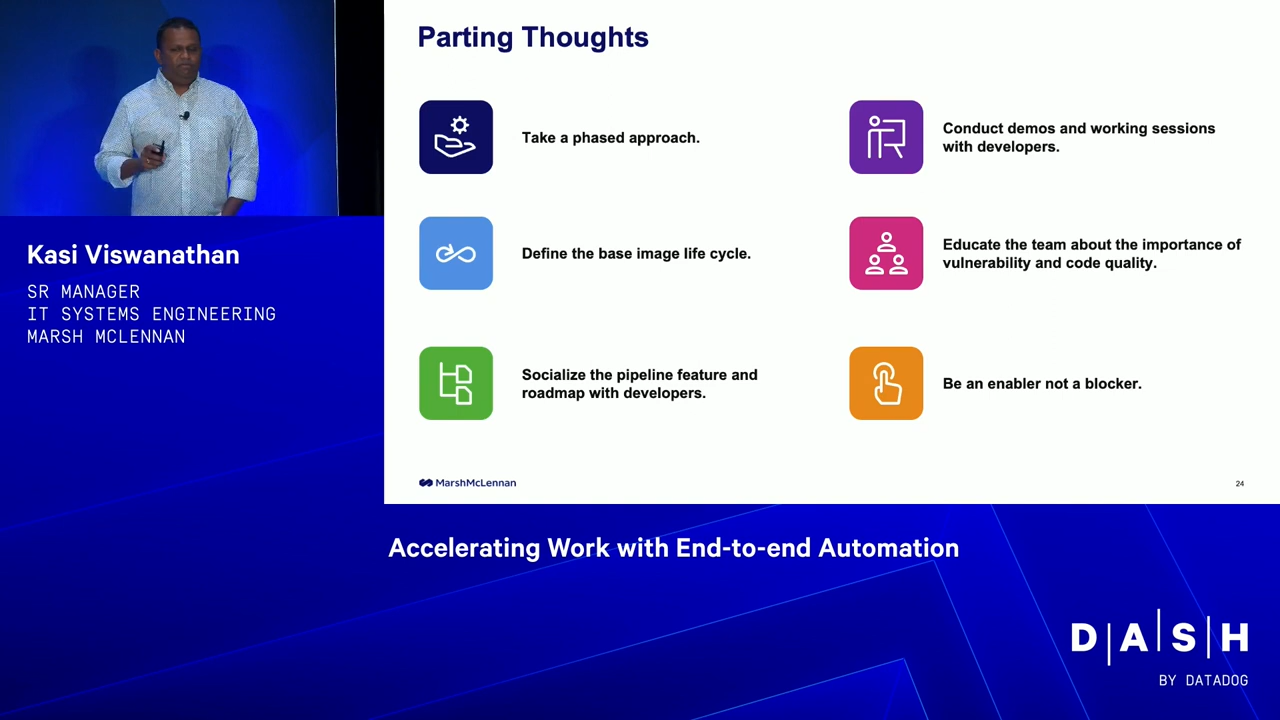 Parting Thoughts
Take a phased approach.
Conduct demos and working sessions
with developers.
Define the base image life cycle.
Educate the team about the importance of
vulnerability and code quality.
Socialize the pipeline feature and
roadmap with developers.
Be an enabler not a blocker.
MarshMcLennan
24
Kasi Viswanathan
SR MANAGER
IT SYSTEMS ENGINEERING
MARSH MCLENNAN
Accelerating Work with End-to-end Automation
D|A|S|H
BY DATADOG